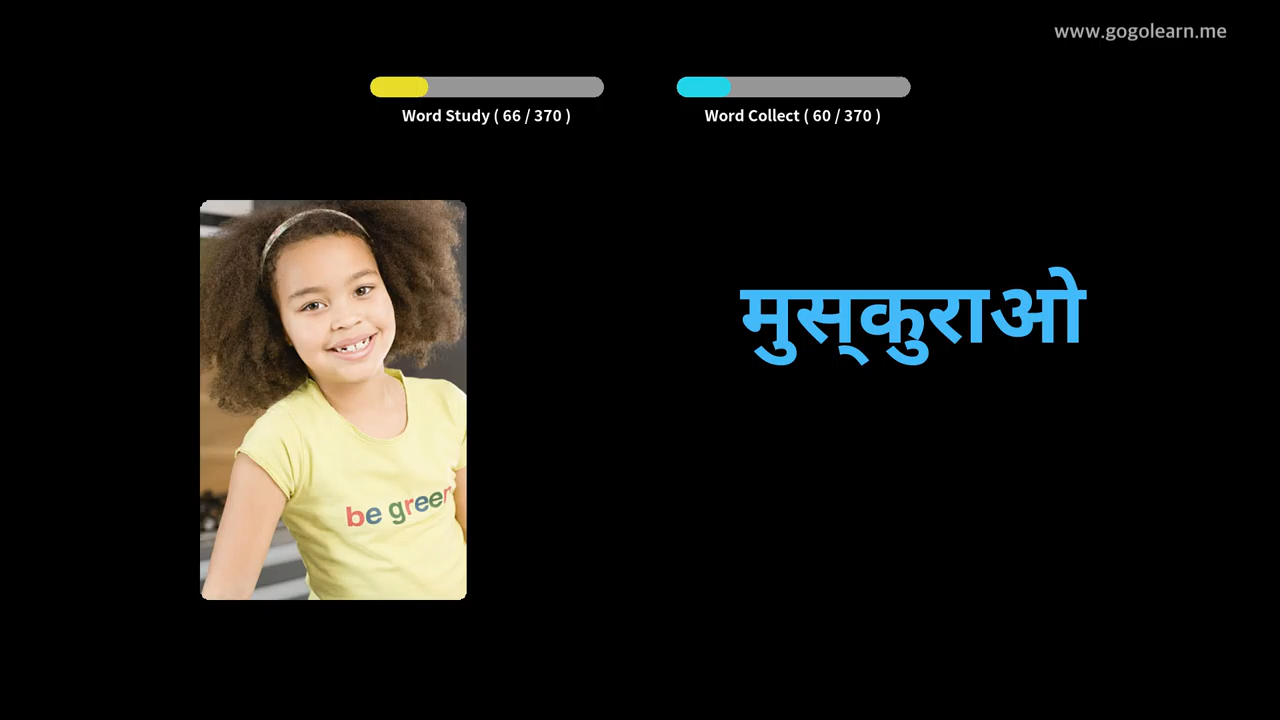 www.gogolearn.me
Word Study ( 66 / 370 )
Word Collect ( 60 / 370 )
मुस्कुराओ
be green